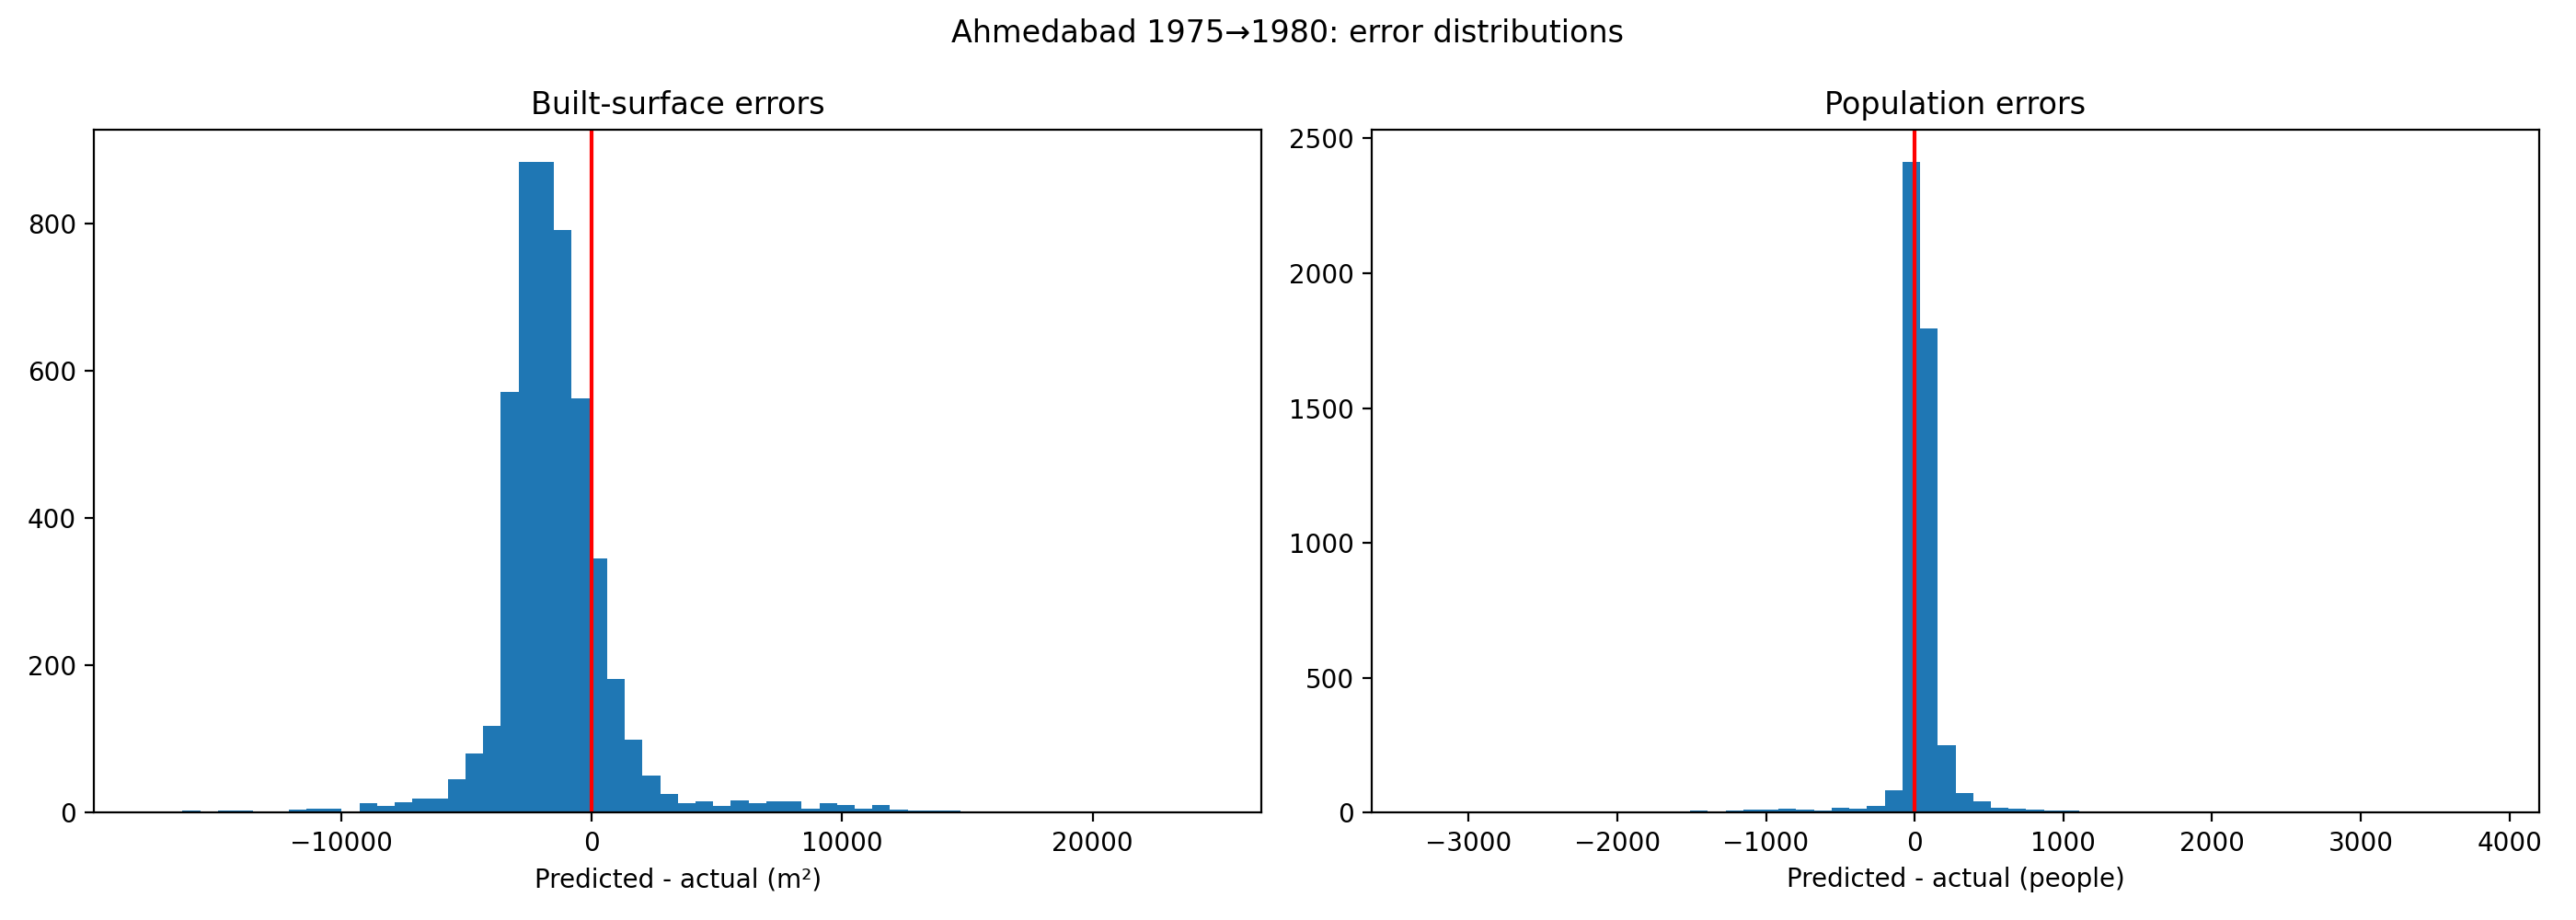 Ahmedabad 1975→1980: error distributions
Built-surface errors
800
600
400
200
0
−10000 0 10000 20000
Predicted - actual (m²)
Population errors
2500
2000
1500
1000
500
0
−3000 −2000 −1000 0 1000 2000 3000 4000
Predicted - actual (people)